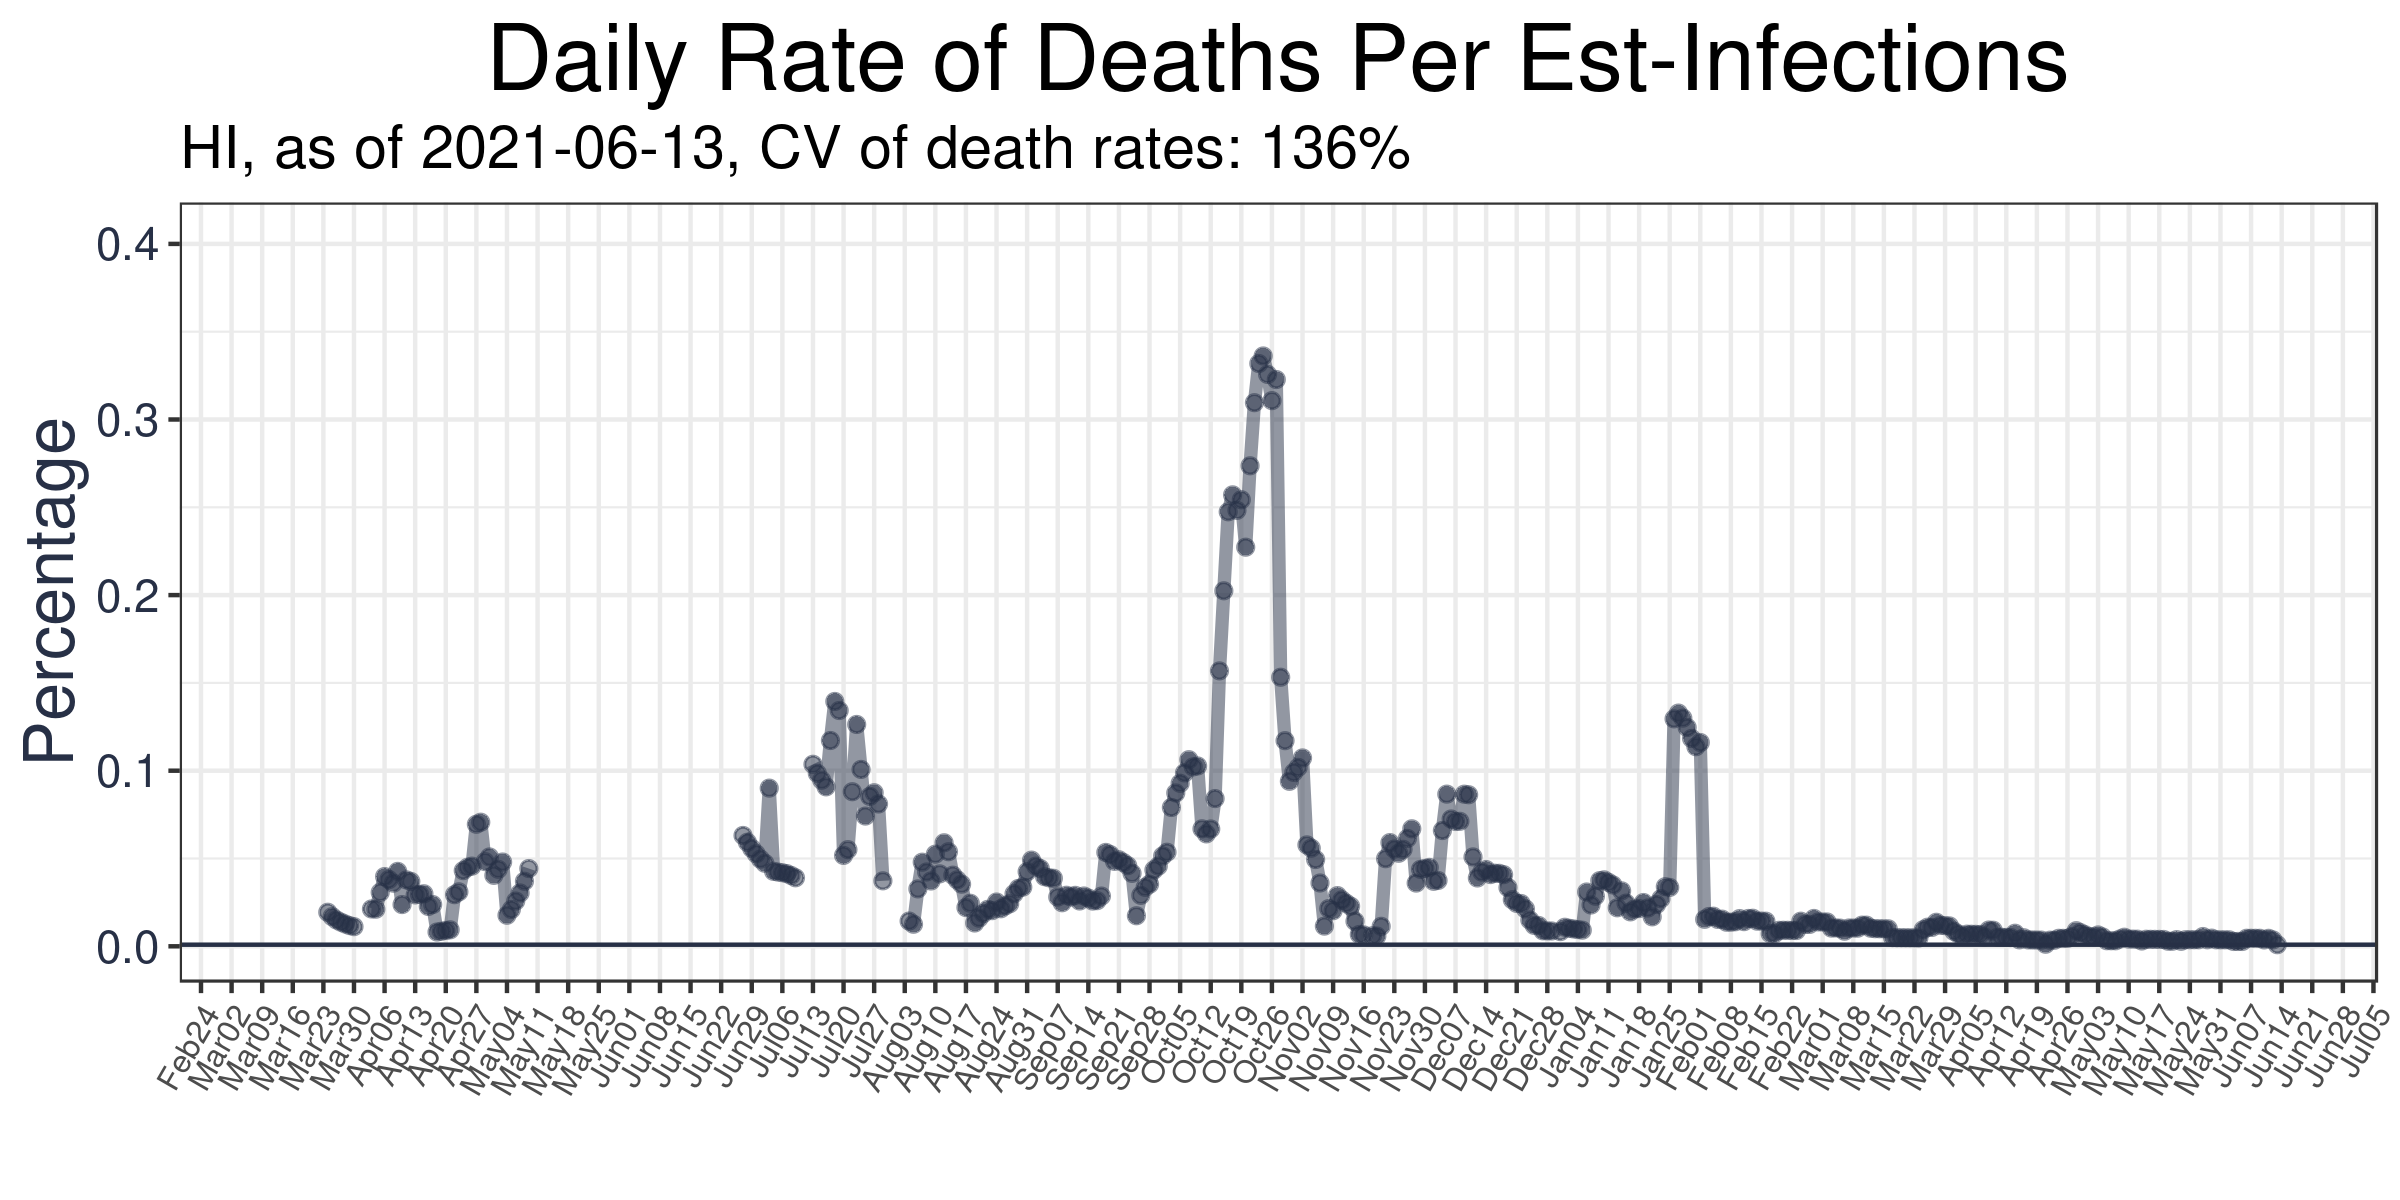 Daily Rate of Deaths Per Est-Infections
HI, as of 2021-06-13, CV of death rates: 136%
Percentage
0.4
0.3
0.2
0.1
0.0
Feb24
Mar02
Mar09
Mar16
Mar23
Mar30
Apr06
Apr13
Apr20
Apr27
May04
May11
May18
May25
Jun01
Jun08
Jun15
Jun22
Jun29
Jul06
Jul13
Jul20
Jul27
Aug03
Aug10
Aug17
Aug24
Aug31
Sep07
Sep14
Sep21
Sep28
Oct05
Oct12
Oct19
Oct26
Nov02
Nov09
Nov16
Nov23
Nov30
Dec07
Dec14
Dec21
Dec28
Jan04
Jan11
Jan18
Jan25
Feb01
Feb08
Feb15
Feb22
Mar01
Mar08
Mar15
Mar22
Mar29
Apr05
Apr12
Apr19
Apr26
May03
May10
May17
May24
May31
Jun07
Jun14
Jun21
Jun28
Jul05